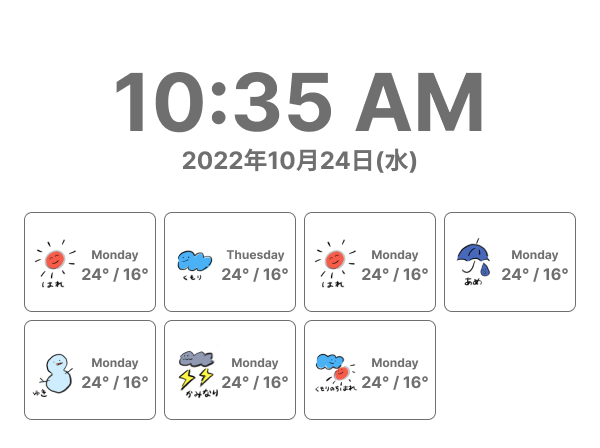 10:35 AM
2022年10月24日(水)
Monday
24° / 16°
はれ
Thuesday
24° / 16°
くもり
Monday
24° / 16°
はれ
Monday
24° / 16°
あめ
Monday
24° / 16°
ゆき
Monday
24° / 16°
かみなり
Monday
24° / 16°
くもりのちはれ